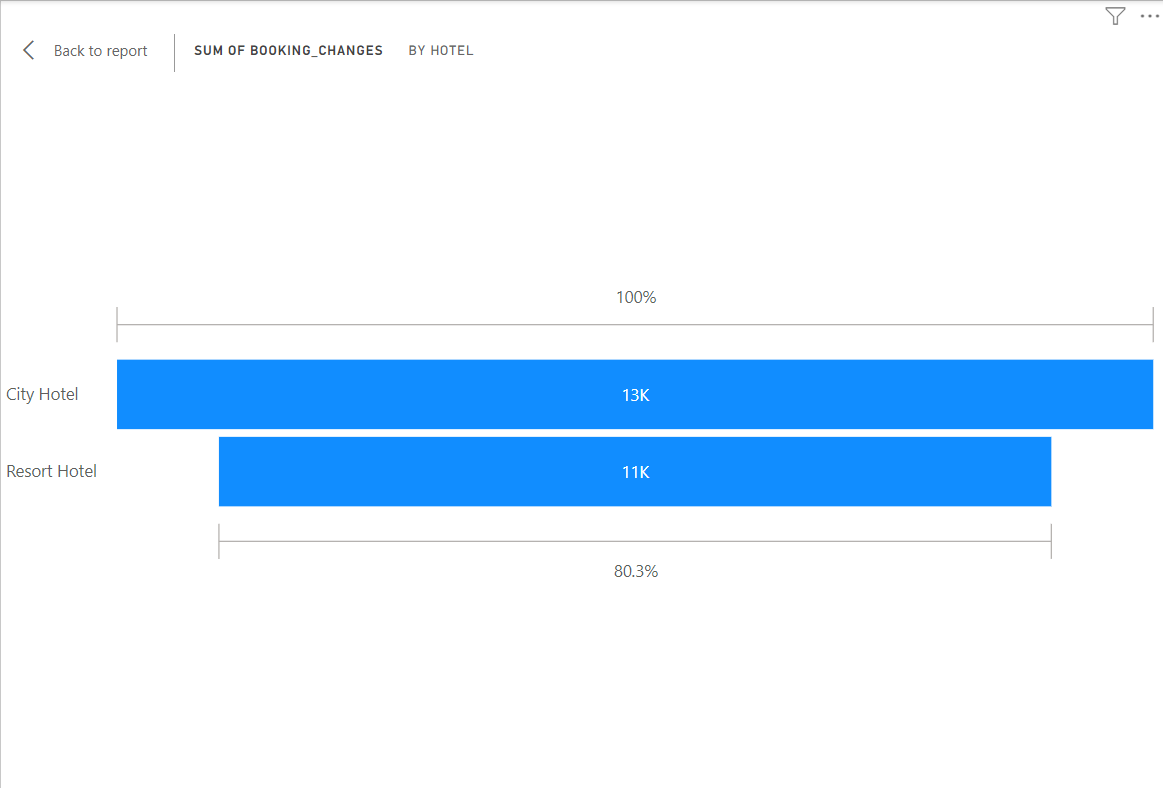 Back to report SUM OF BOOKING_CHANGES BY HOTEL
100%
City Hotel 13K
Resort Hotel 11K
80.3%